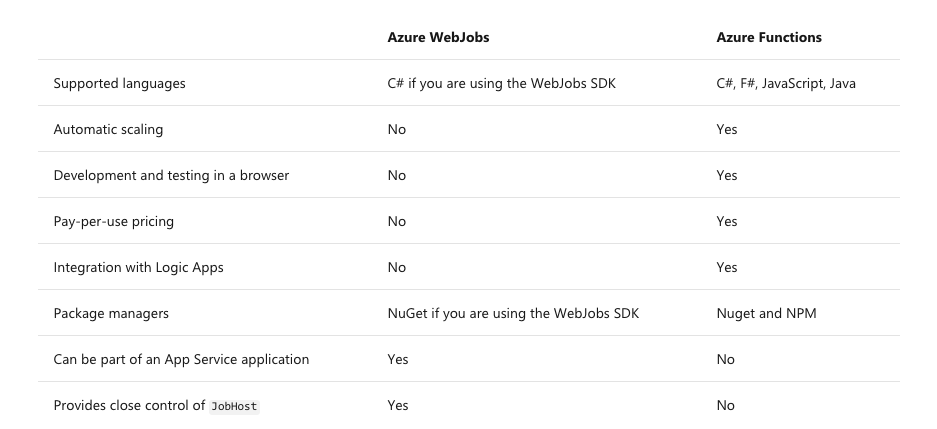 Azure WebJobs Azure Functions
Supported languages C# if you are using the WebJobs SDK C#, F#, JavaScript, Java
Automatic scaling No Yes
Development and testing in a browser No Yes
Pay-per-use pricing No Yes
Integration with Logic Apps No Yes
Package managers NuGet if you are using the WebJobs SDK Nuget and NPM
Can be part of an App Service application Yes No
Provides close control of JobHost Yes No